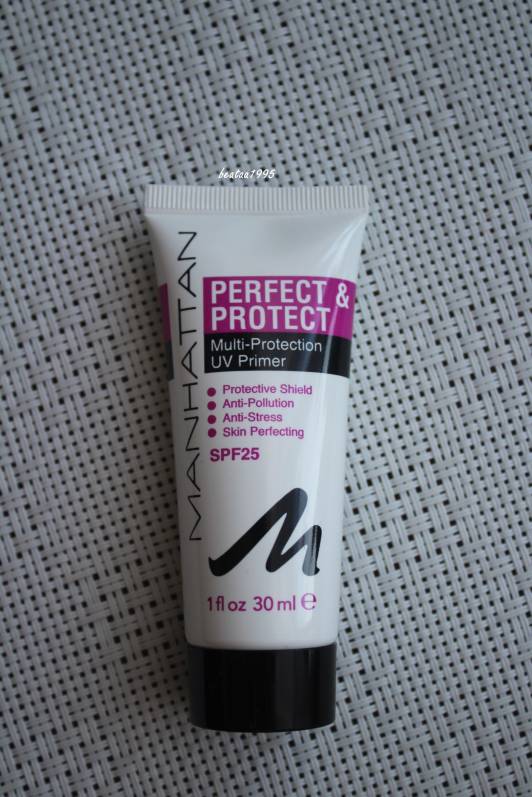 beataa1995
MANHATTAN
PERFECT &
PROTECT
Multi-Protection
UV Primer
Protective Shield
Anti-Pollution
Anti-Stress
Skin Perfecting
SPF25
M
1 fl oz 30 ml e